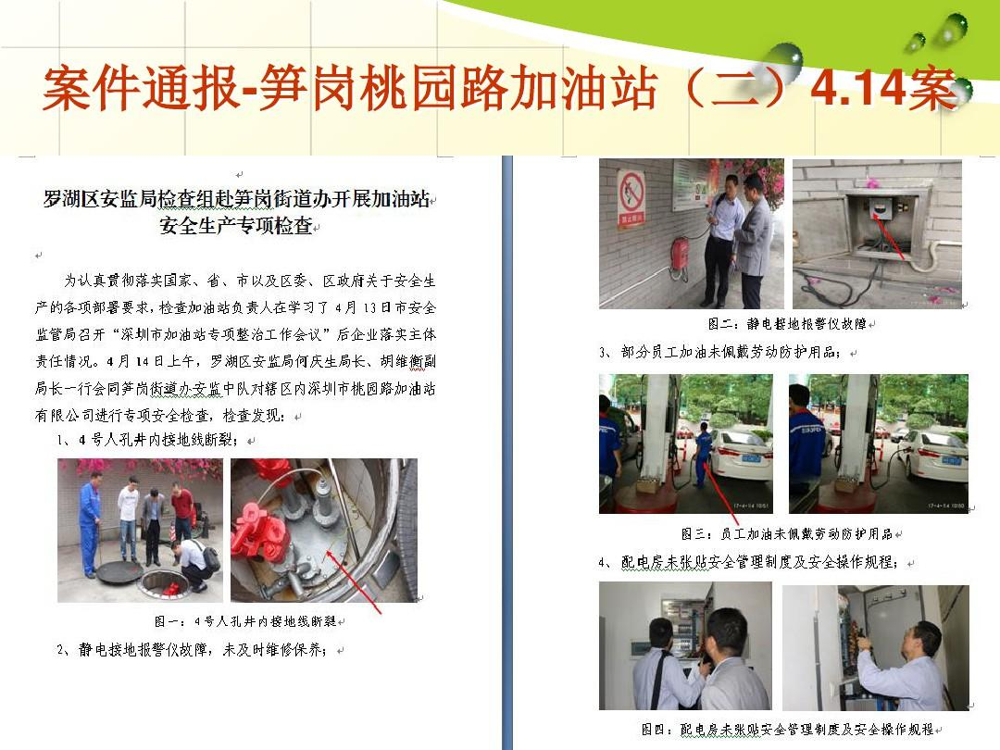 案件通报-笋岗桃园路加油站（二）4.14案
罗湖区安监局检查组赴笋岗街道办开展加油站
安全生产专项检查
为认真贯彻落实国家、省、市以及区委、区政府关于安全生
产的各项部署要求，检查加油站负责人在学习了 4 月 13 日市安全
监管局召开“深圳市加油站专项整治工作会议”后企业落实主体
责任情况。4 月 14 日上午，罗湖区安监局何庆生局长、胡维衡副
局长一行会同笋岗街道办安监中队对辖区内深圳市桃园路加油站
有限公司进行专项安全检查，检查发现：
1、4 号人孔井内接地线断裂；
图一：4号人孔井内接地线断裂
2、静电接地报警仪故障，未及时维修保养；
禁止烟火
图二：静电接地报警仪故障
3、部分员工加油未佩戴劳动防护用品；
17-4-14 10:51
17-4-14 10:50
图三：员工加油未佩戴劳动防护用品
4、配电房未张贴安全管理制度及安全操作规程；
图四：配电房未张贴安全管理制度及安全操作规程